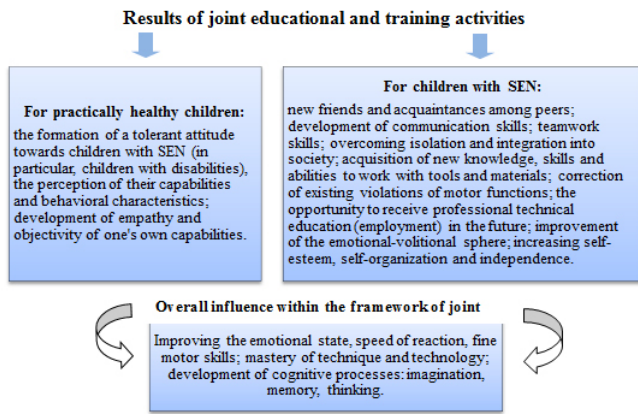 Results of joint educational and training activities
For practically healthy children:
the formation of a tolerant attitude
towards children with SEN (in
particular, children with disabilities),
the perception of their capabilities
and behavioral characteristics;
development of empathy and
objectivity of one's own capabilities.
For children with SEN:
new friends and acquaintances among peers;
development of communication skills; teamwork
skills; overcoming isolation and integration into
society; acquisition of new knowledge, skills and
abilities to work with tools and materials; correction
of existing violations of motor functions; the
opportunity to receive professional technical
education (employment) in the future; improvement
of the emotional-volitional sphere; increasing self-
esteem, self-organization and independence.
Overall influence within the framework of joint
Improving the emotional state, speed of reaction, fine
motor skills; mastery of technique and technology;
development of cognitive processes: imagination,
memory, thinking.